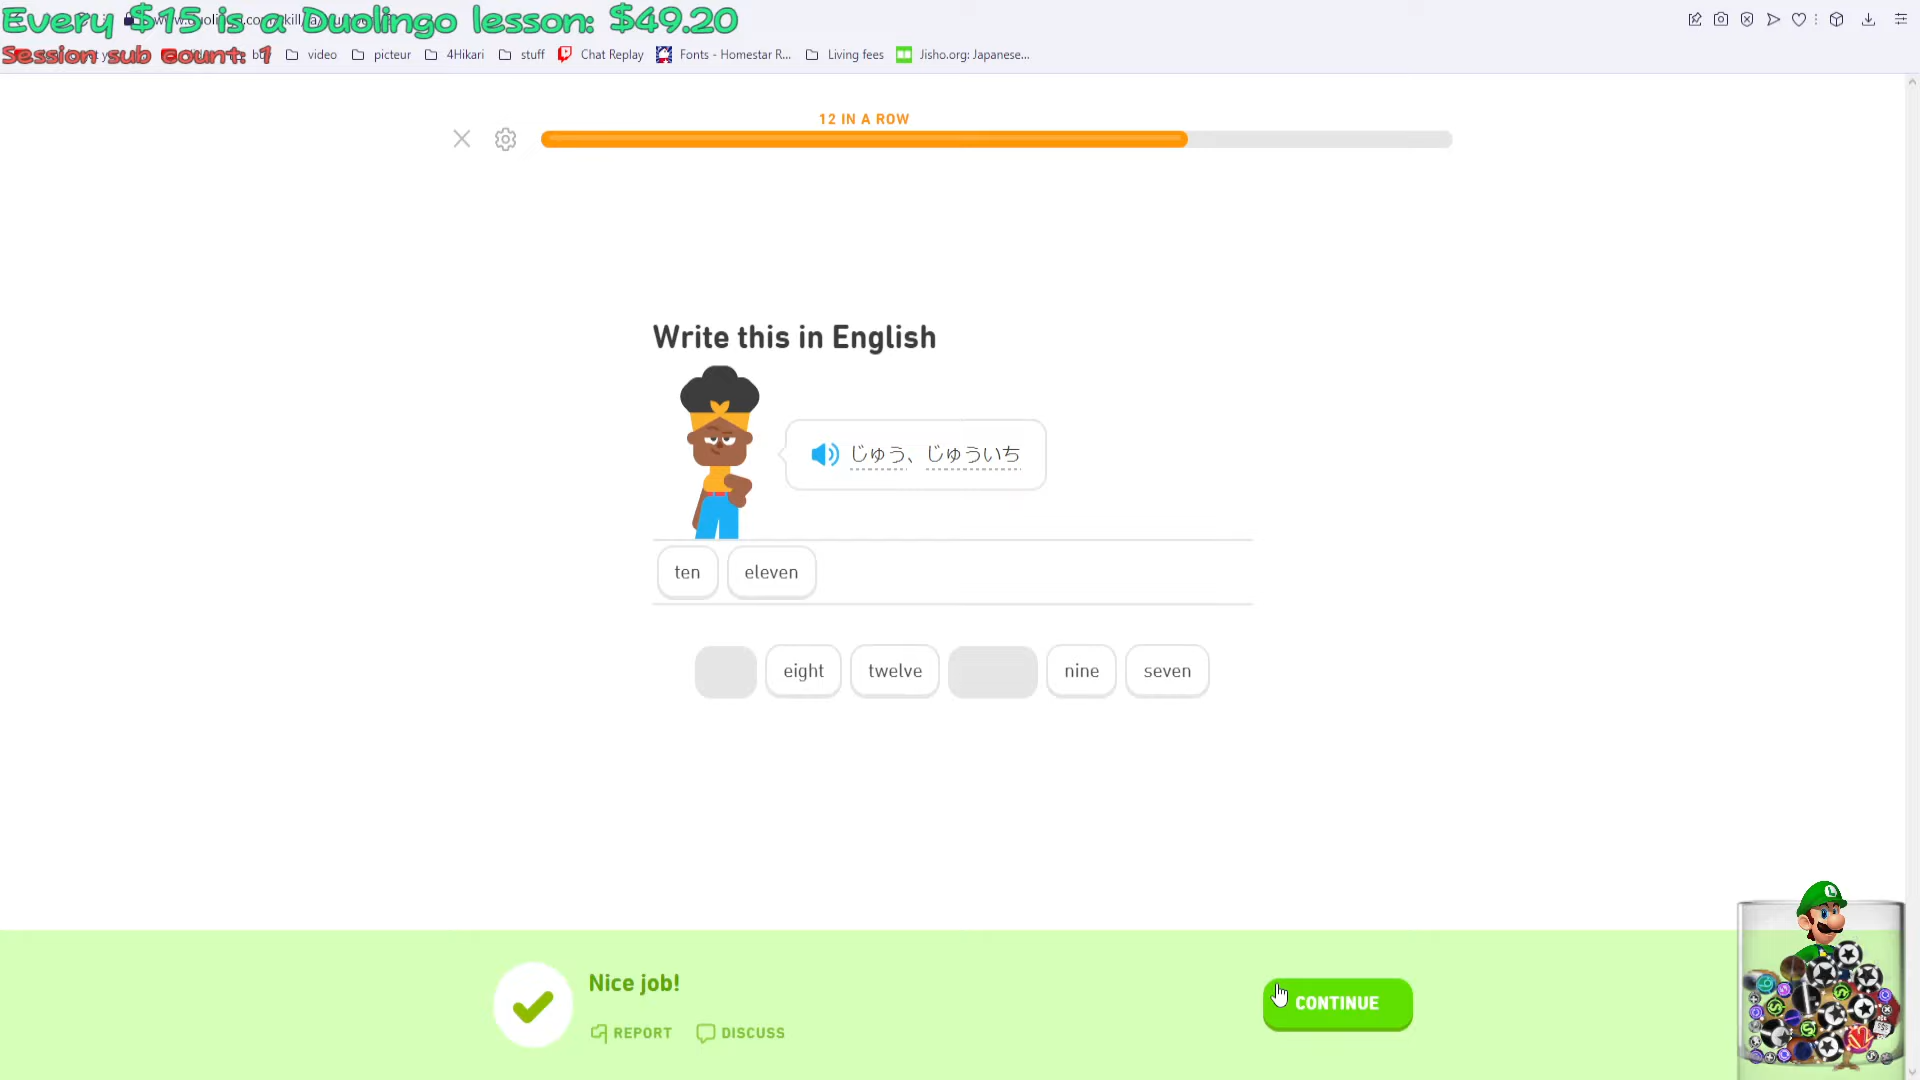 Every $15 is a Duolingo lesson: $49.20
Session sub count: 1
video
picteur
4Hikari
stuff
Chat Replay
Fonts - Homestar R...
Living fees
Jisho.org: Japanese...
12 IN A ROW
Write this in English
じゅう、じゅういち
ten
eleven
eight
twelve
nine
seven
Nice job!
REPORT
DISCUSS
CONTINUE